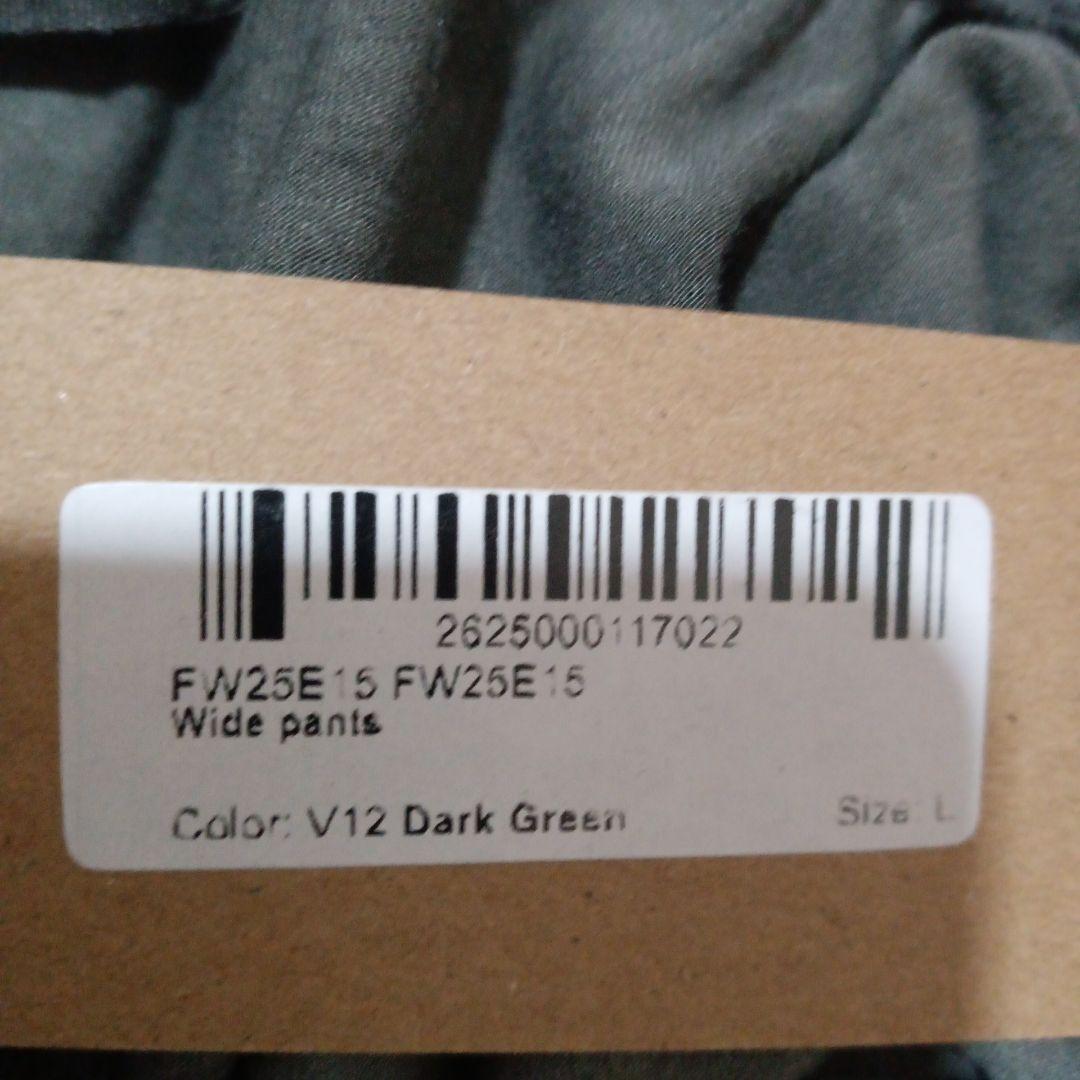 2625000117022
FW25E15 FW25E15
Wide pants
Color: V12 Dark Green
Size: L